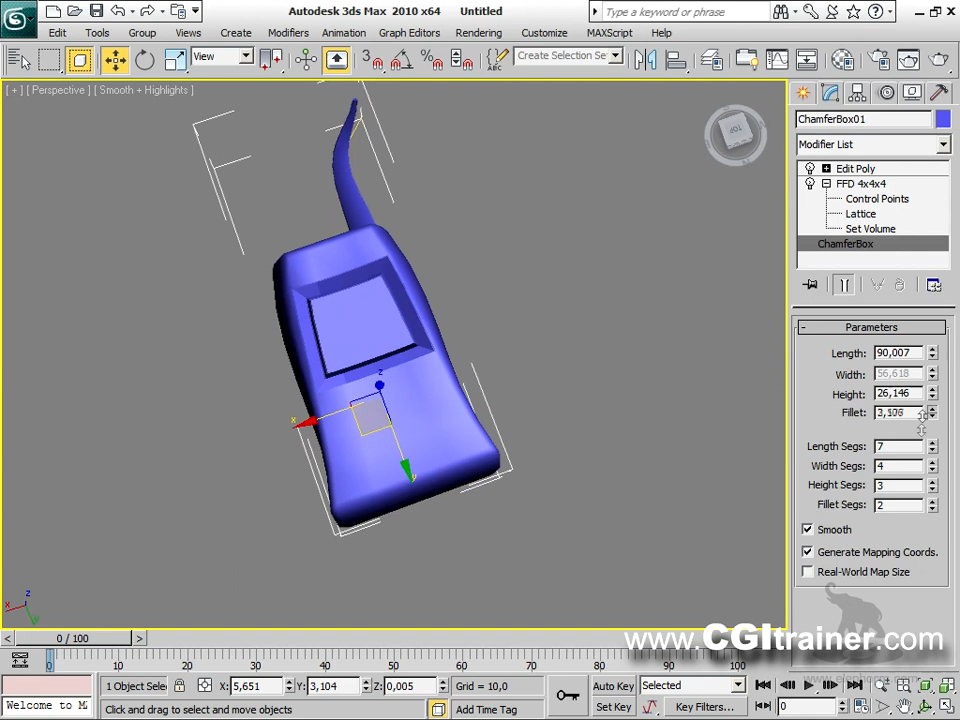 Autodesk 3ds Max 2010 x64 Untitled
Type a keyword or phrase
Edit Tools Group Views Create Modifiers Animation Graph Editors Rendering Customize MAXScript Help
View
3
ABC
Create Selection Se
[ + ] [ Perspective ] [ Smooth + Highlights ]
TOP
ChamferBox01
Modifier List
Edit Poly
FFD 4x4x4
Control Points
Lattice
Set Volume
ChamferBox
- Parameters
Length: 90,007
Width: 56,618
Height: 26,146
Fillet: 3,106
Length Segs: 7
Width Segs: 4
Height Segs: 3
Fillet Segs: 2
Smooth
Generate Mapping Coords.
Real-World Map Size
x
z
y
z
x
y
< 0 / 100 >
www.CGItrainer.com
0 10 20 30 40 50 60 70 80 90 100
1 Object Selec X: 5,651 Y: 3,104 Z: 0,005 Grid = 10,0 Auto Key Selected
Welcome to M Click and drag to select and move objects Add Time Tag Set Key Key Filters... 0